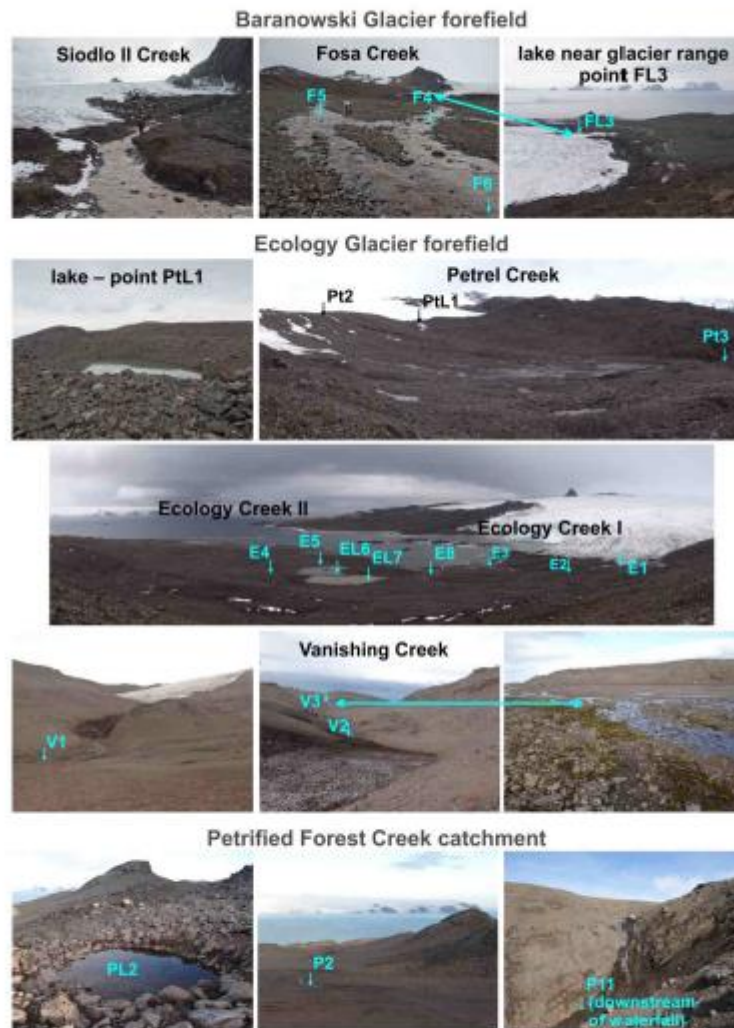 Baranowski Glacier forefield
Siodlo II Creek
Fosa Creek
lake near glacier range
point FL3
F5
F4
FL3
F6
Ecology Glacier forefield
lake – point PtL1
Petrel Creek
Pt2
PtL1
Pt3
Ecology Creek II
Ecology Creek I
E4
E5
EL6
EL7
E8
E3
E2
E1
Vanishing Creek
V1
V3
V2
Petrified Forest Creek catchment
PL2
P2
P11
(downstream
of waterfall)